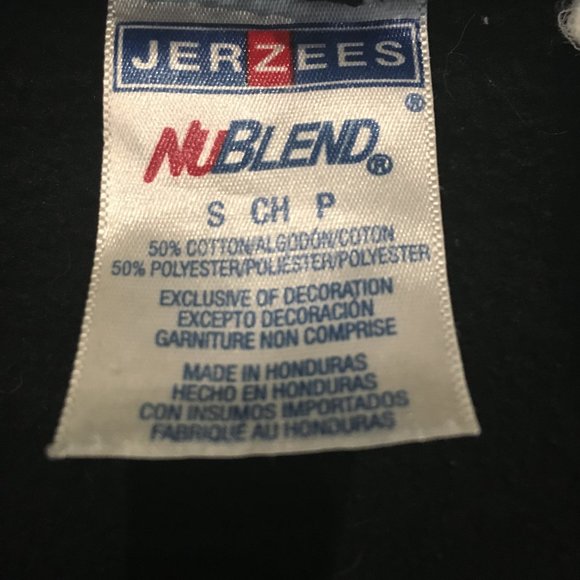 JERZEES
®
NUBLEND®
S CH P
50% COTTON/ALGODÓN/COTON
50% POLYESTER/POLIÉSTER/POLYESTER
EXCLUSIVE OF DECORATION
EXCEPTO DECORACIÓN
GARNITURE NON COMPRISE
MADE IN HONDURAS
HECHO EN HONDURAS
CON INSUMOS IMPORTADOS
FABRIQUÉ AU HONDURAS